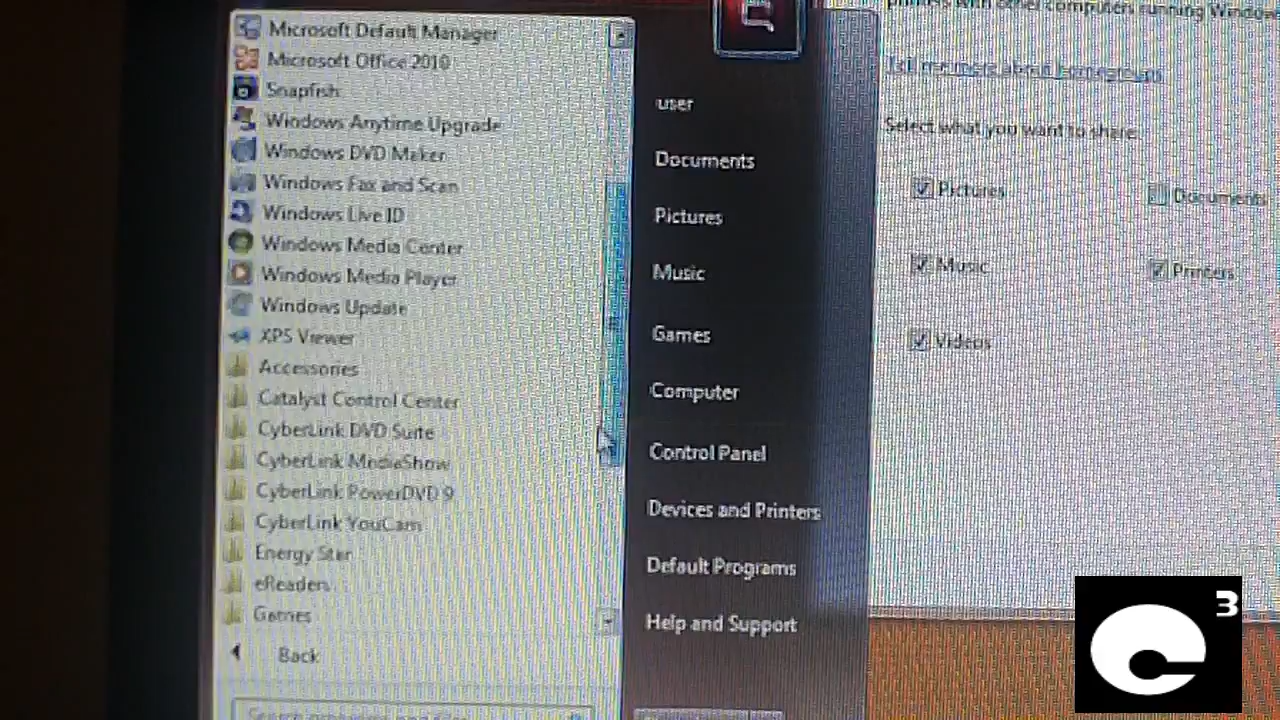 Microsoft Default Manager
Microsoft Office 2010
Snapfish
Windows Anytime Upgrade
Windows DVD Maker
Windows Fax and Scan
Windows Live ID
Windows Media Center
Windows Media Player
Windows Update
XPS Viewer
Accessories
Catalyst Control Center
CyberLink DVD Suite
CyberLink MediaShow
CyberLink PowerDVD 9
CyberLink YouCam
Energy Star
eReaders
Games
Back
user
Documents
Pictures
Music
Games
Computer
Control Panel
Devices and Printers
Default Programs
Help and Support
printers with other computers running Windows
Tell me more about homegroups
Select what you want to share:
Pictures
Documents
Music
Printers
Videos
3